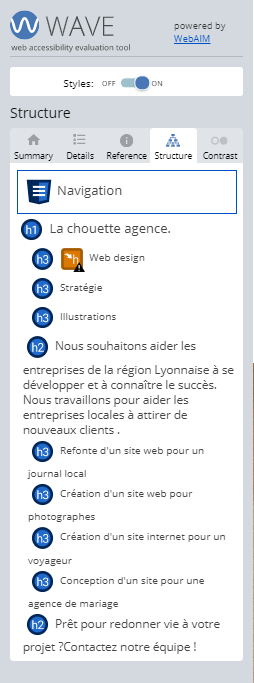 WAVE
powered by
WebAIM
web accessibility evaluation tool
Styles: OFF ON
Structure
Summary Details Reference Structure Contrast
Navigation
h1 La chouette agence.
h3 h Web design
h3 Stratégie
h3 Illustrations
h2 Nous souhaitons aider les
entreprises de la région Lyonnaise à se
développer et à connaître le succès.
Nous travaillons pour aider les
entreprises locales à attirer de
nouveaux clients .
h3 Refonte d'un site web pour un
journal local
h3 Création d'un site web pour
photographes
h3 Création d'un site internet pour un
voyageur
h3 Conception d'un site pour une
agence de mariage
h2 Prêt pour redonner vie à votre
projet ?Contactez notre équipe !